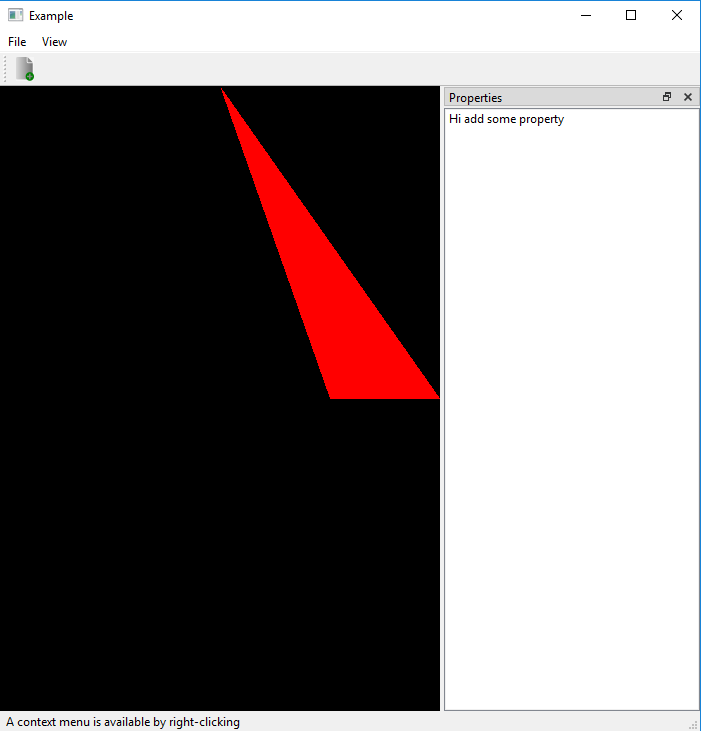 Example
File View
Properties
Hi add some property
A context menu is available by right-clicking